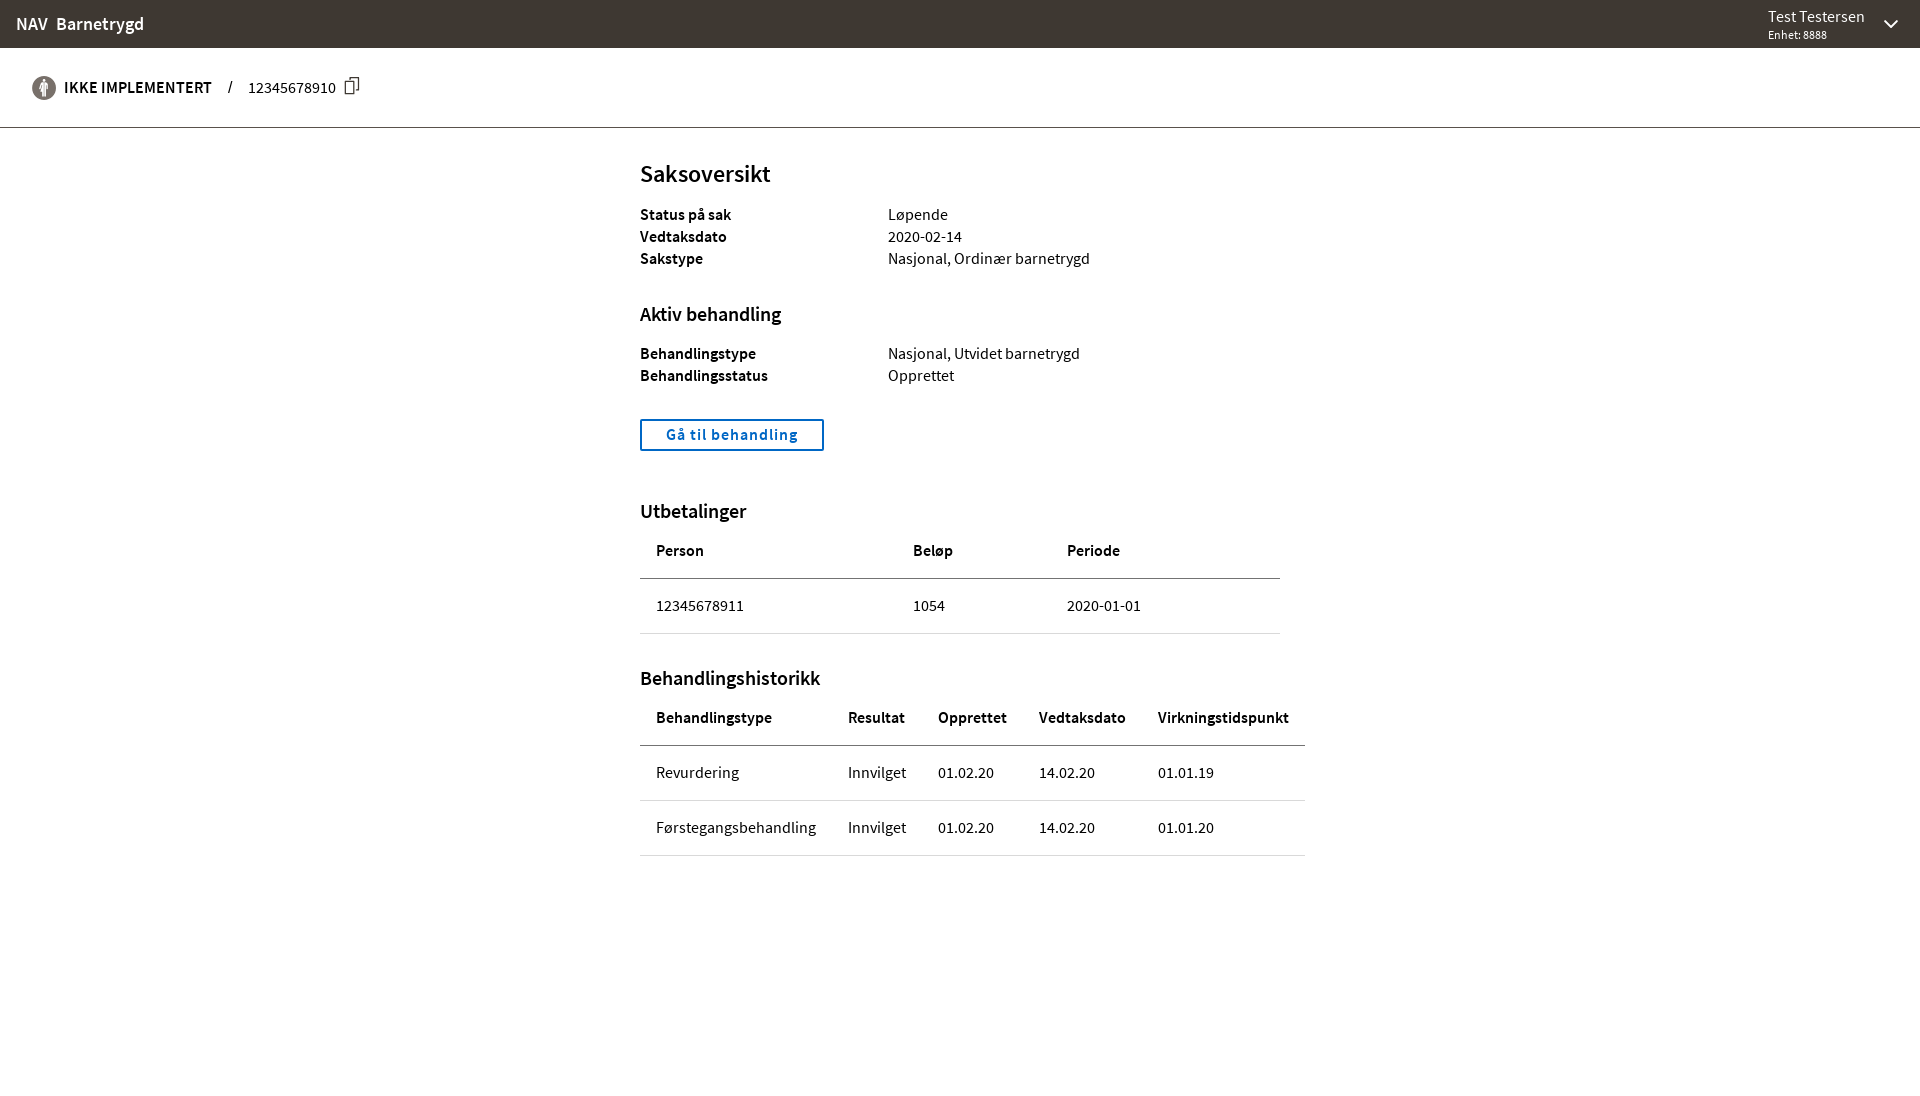 NAV Barnetrygd
Test Testersen
Enhet: 8888
IKKE IMPLEMENTERT / 12345678910
Saksoversikt
Status på sak Løpende
Vedtaksdato 2020-02-14
Sakstype Nasjonal, Ordinær barnetrygd
Aktiv behandling
Behandlingstype Nasjonal, Utvidet barnetrygd
Behandlingsstatus Opprettet
Gå til behandling
Utbetalinger
Person Beløp Periode
12345678911 1054 2020-01-01
Behandlingshistorikk
Behandlingstype Resultat Opprettet Vedtaksdato Virkningstidspunkt
Revurdering Innvilget 01.02.20 14.02.20 01.01.19
Førstegangsbehandling Innvilget 01.02.20 14.02.20 01.01.20